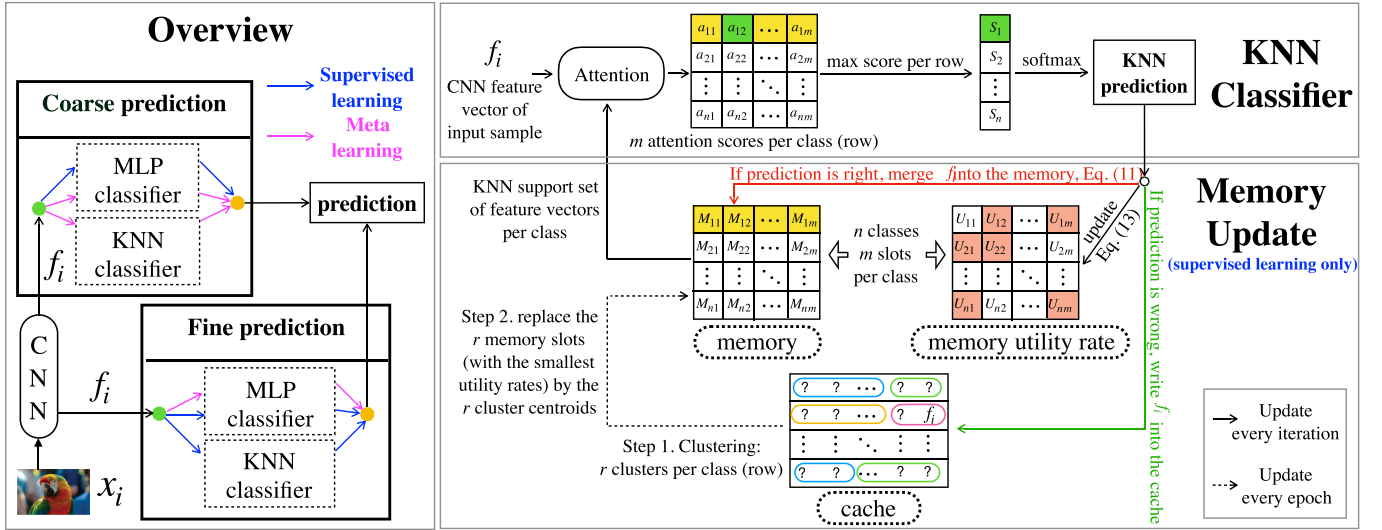 Overview
Supervised
learning
Meta
learning
Coarse prediction
MLP
classifier
KNN
classifier
f_i
prediction
C
N
N
f_i
Fine prediction
MLP
classifier
KNN
classifier
x_i
KNN
Classifier
f_i
CNN feature
vector of
input sample
Attention
a_11 a_12 ... a_1m
a_21 a_22 ... a_2m
⋮ ⋮ ⋱ ⋮
a_n1 a_n2 ... a_nm
m attention scores per class (row)
max score per row
S_1
S_2
⋮
S_n
softmax
KNN
prediction
Memory
Update
(supervised learning only)
KNN support set
of feature vectors
per class
If prediction is right, merge f_i into the memory, Eq. (11)
M_11 M_12 ... M_1m
M_21 M_22 ... M_2m
⋮ ⋮ ⋱ ⋮
M_n1 M_n2 ... M_nm
memory
n classes
m slots
per class
U_11 U_12 ... U_1m
U_21 U_22 ... U_2m
⋮ ⋮ ⋱ ⋮
U_n1 U_n2 ... U_nm
memory utility rate
update
Eq. (13)
If prediction is wrong, write f_i into the cache
Step 2. replace the
r memory slots
(with the smallest
utility rates) by the
r cluster centroids
Step 1. Clustering:
r clusters per class (row)
? ? ... ? ?
? ? ... ? f_i
⋮ ⋮ ⋱ ⋮ ⋮
? ? ... ? ?
cache
Update
every iteration
Update
every epoch